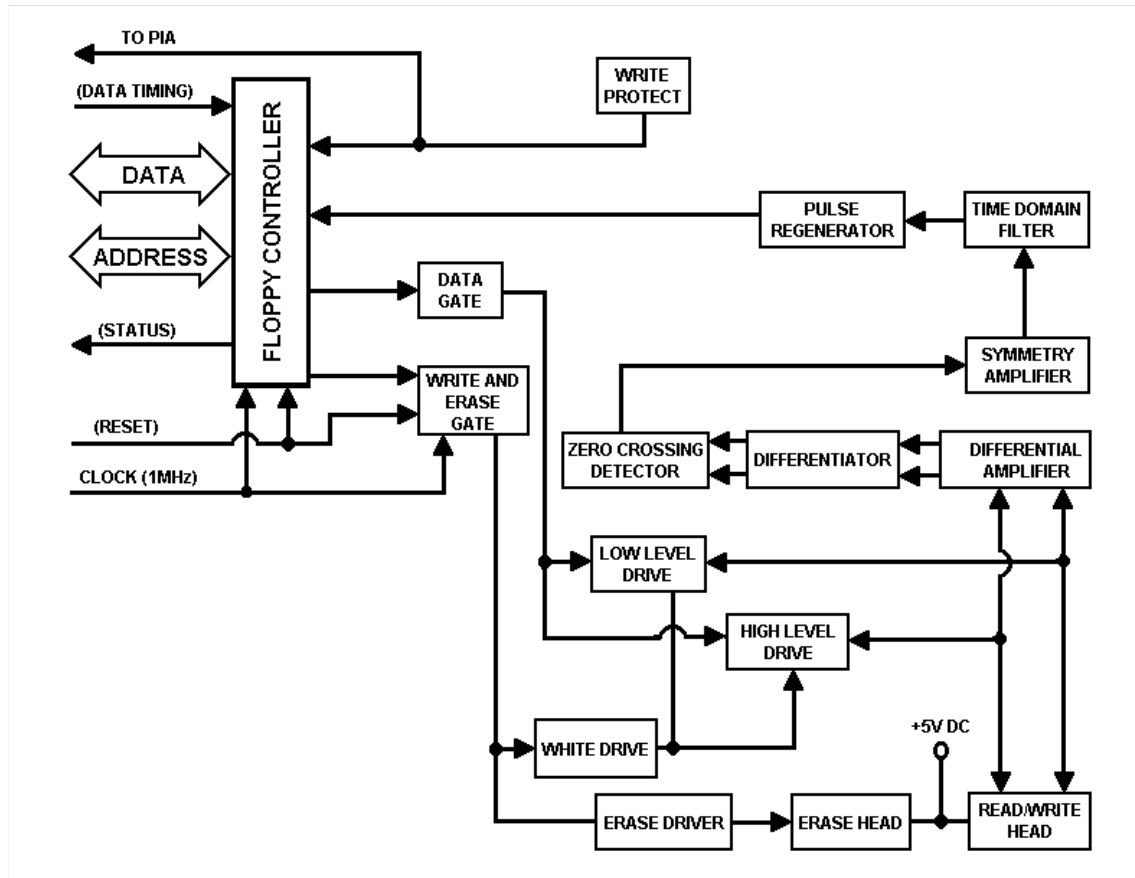 TO PIA
WRITE
PROTECT
(DATA TIMING)
FLOPPY CONTROLLER
DATA
PULSE
REGENERATOR
TIME DOMAIN
FILTER
ADDRESS
DATA
GATE
(STATUS)
SYMMETRY
AMPLIFIER
WRITE AND
ERASE
GATE
(RESET)
ZERO CROSSING
DETECTOR
DIFFERENTIATOR
DIFFERENTIAL
AMPLIFIER
CLOCK (1MHz)
LOW LEVEL
DRIVE
HIGH LEVEL
DRIVE
+5V DC
WHITE DRIVE
ERASE DRIVER
ERASE HEAD
READ/WRITE
HEAD